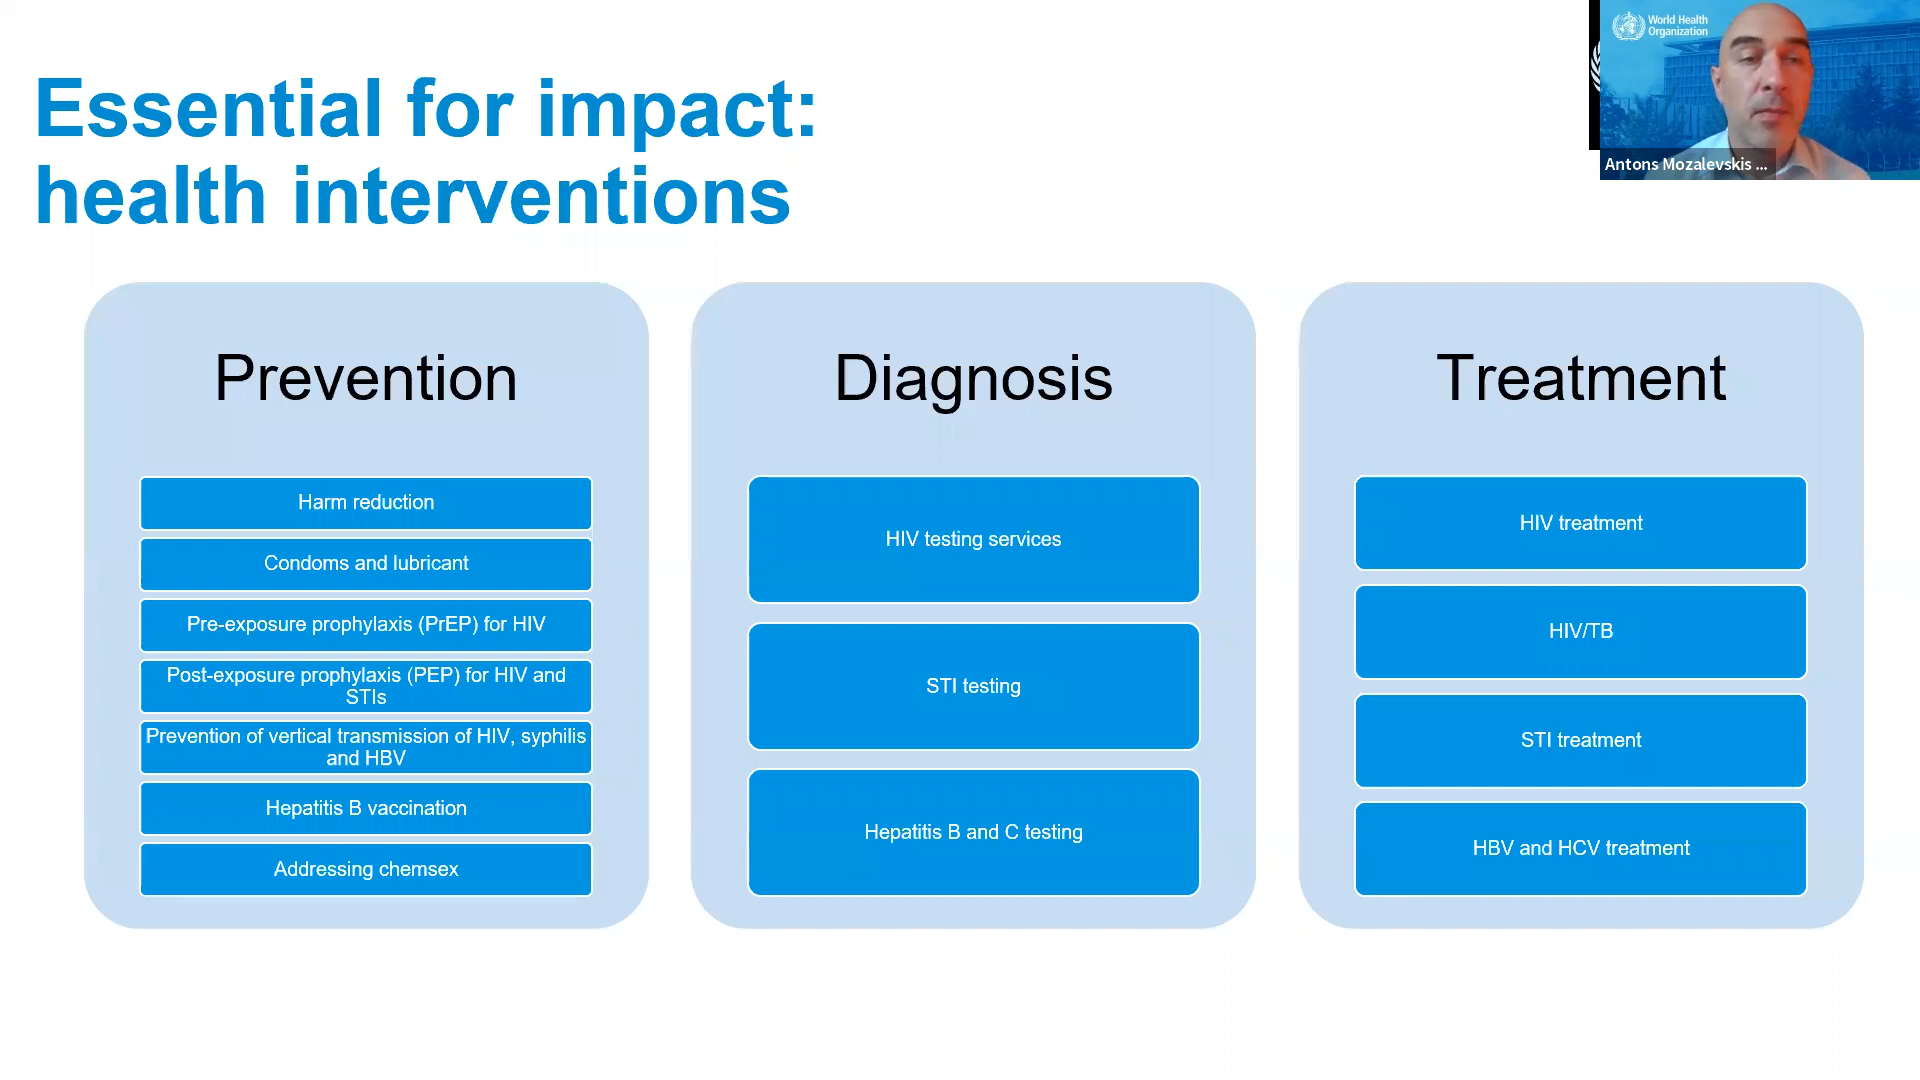 Essential for impact:
health interventions
World Health
Organization
Antons Mozalevskis ...
Prevention
Harm reduction
Condoms and lubricant
Pre-exposure prophylaxis (PrEP) for HIV
Post-exposure prophylaxis (PEP) for HIV and
STIs
Prevention of vertical transmission of HIV, syphilis
and HBV
Hepatitis B vaccination
Addressing chemsex
Diagnosis
HIV testing services
STI testing
Hepatitis B and C testing
Treatment
HIV treatment
HIV/TB
STI treatment
HBV and HCV treatment